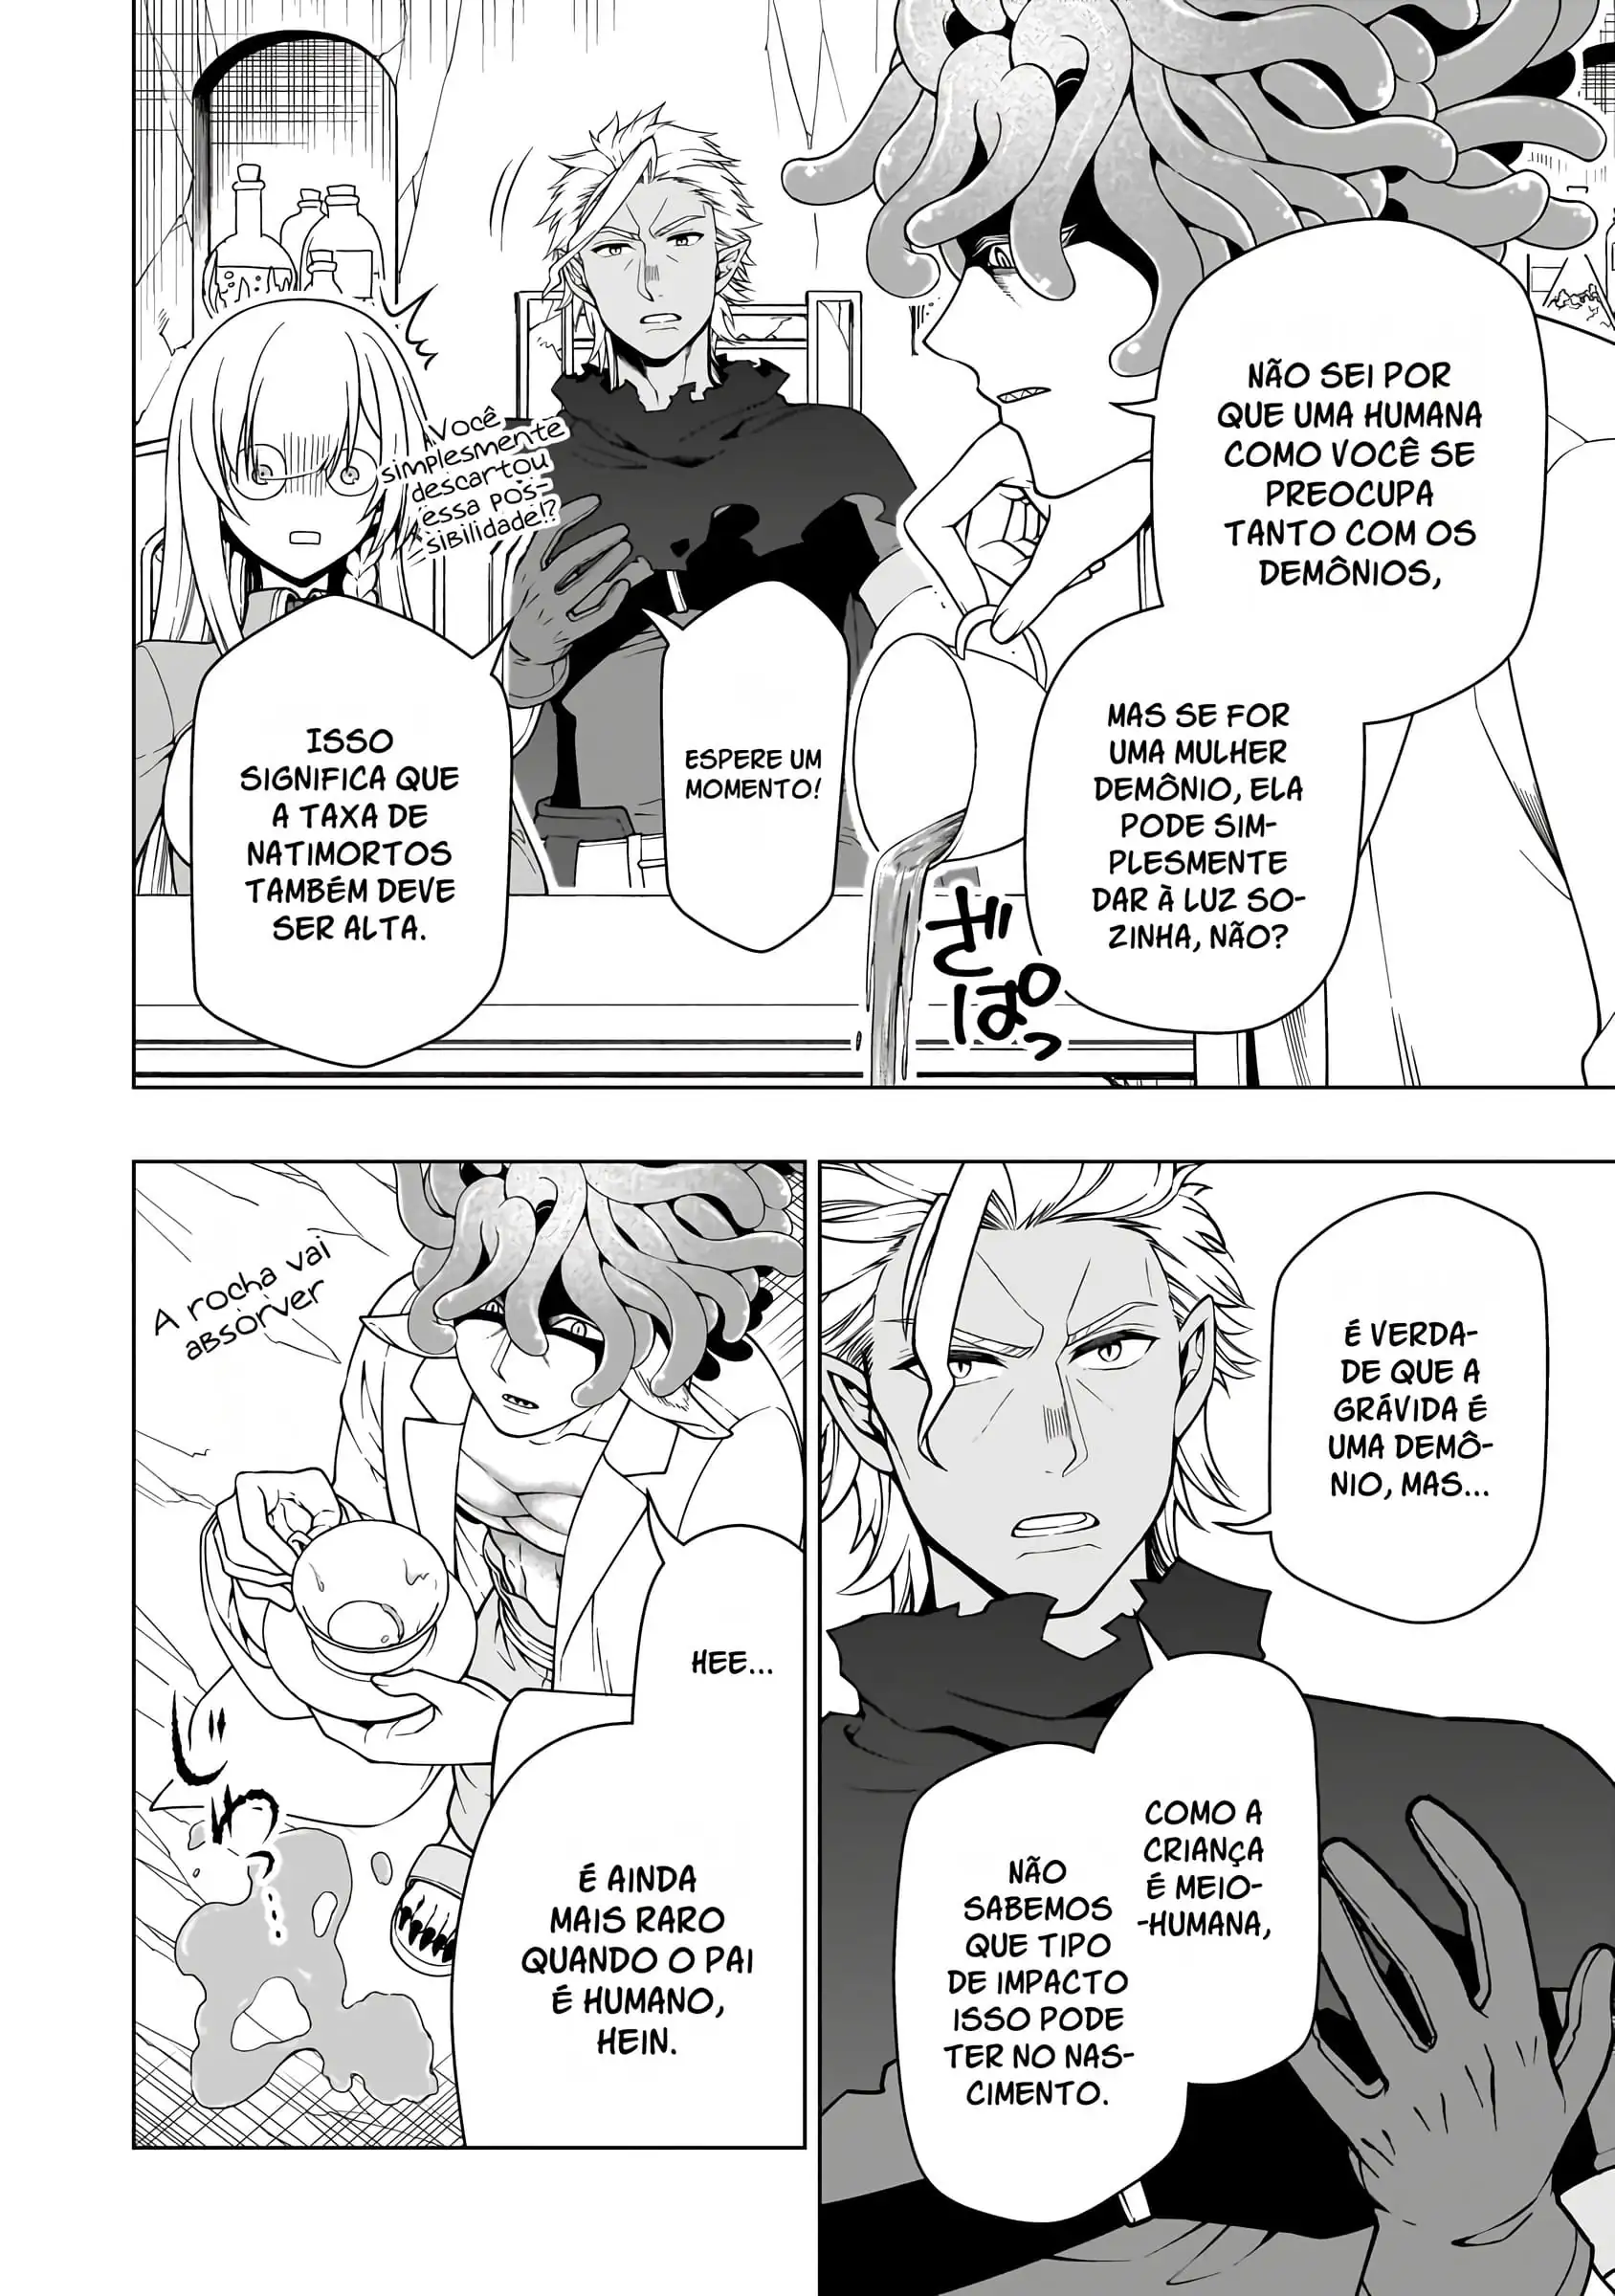 NÃO SEI POR
QUE UMA HUMANA
COMO VOCÊ SE
PREOCUPA
TANTO COM OS
DEMÔNIOS,
MAS SE FOR
UMA MULHER
DEMÔNIO, ELA
PODE SIM-
PLESMENTE
DAR À LUZ SO-
ZINHA, NÃO?
ざ
ぱっ
ESPERE UM
MOMENTO!
Você
simplesmente
descartou
essa pos-
sibilidade!?
ISSO
SIGNIFICA QUE
A TAXA DE
NATIMORTOS
TAMBÉM DEVE
SER ALTA.
É VERDA-
DE QUE A
GRÁVIDA É
UMA DEMÔ-
NIO, MAS...
COMO A
CRIANÇA
É MEIO-
-HUMANA,
NÃO
SABEMOS
QUE TIPO
DE IMPACTO
ISSO PODE
TER NO NAS-
CIMENTO.
A rocha vai
absorver
HEE...
É AINDA
MAIS RARO
QUANDO O PAI
É HUMANO,
HEIN.
じわっ…